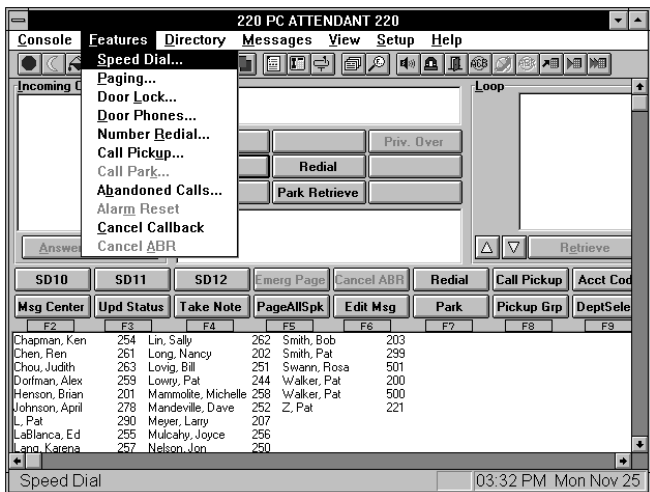 220 PC ATTENDANT 220
Console Features Directory Messages View Setup Help
Speed Dial...
Paging...
Door Lock...
Door Phones...
Number Redial...
Call Pickup...
Call Park...
Abandoned Calls...
Alarm Reset
Cancel Callback
Cancel ABR
ACB
Incoming
Loop
Priv. Over
Redial
Park Retrieve
Answer
Retrieve
SD10 SD11 SD12 Emerg Page Cancel ABR Redial Call Pickup Acct Cod
Msg Center Upd Status Take Note PageAllSpk Edit Msg Park Pickup Grp DeptSele
F2 F3 F4 F5 F6 F7 F8 F9
Chapman, Ken 254 Lin, Sally 262 Smith, Bob 203
Chen, Ren 261 Long, Nancy 202 Smith, Pat 299
Chou, Judith 263 Lovig, Bill 251 Swann, Rosa 501
Dorfman, Alex 259 Lowry, Pat 244 Walker, Pat 200
Henson, Brian 201 Mammolite, Michelle 258 Walker, Pat 500
Johnson, April 278 Mandeville, Dave 252 Z, Pat 221
L, Pat 290 Meyer, Larry 207
LaBlanca, Ed 255 Mulcahy, Joyce 256
Lang, Karena 257 Nelson, Jon 250
Speed Dial 03:32 PM Mon Nov 25